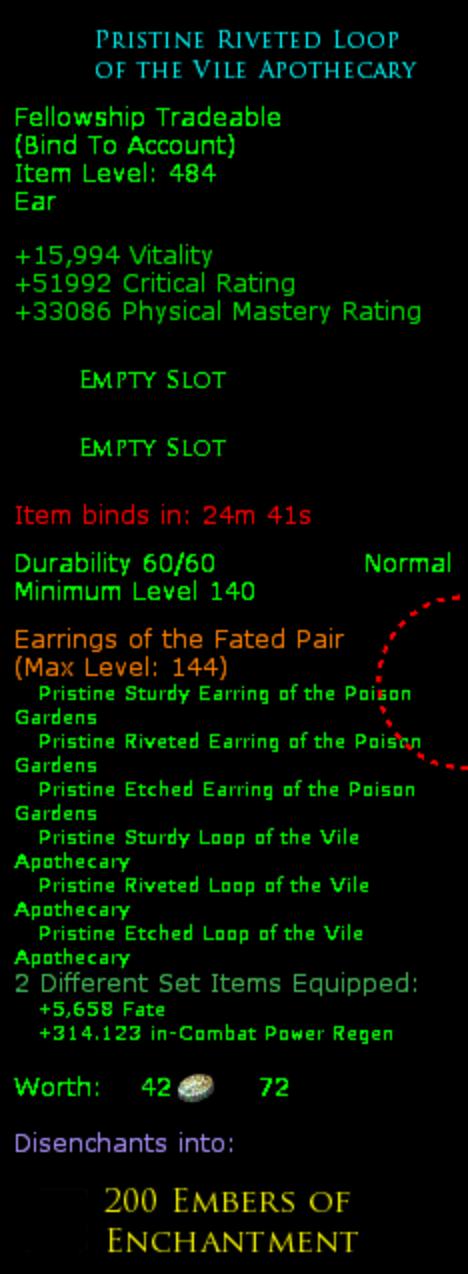 Pristine Riveted Loop
of the Vile Apothecary
Fellowship Tradeable
(Bind To Account)
Item Level: 484
Ear
+15,994 Vitality
+51992 Critical Rating
+33086 Physical Mastery Rating
Empty Slot
Empty Slot
Item binds in: 24m 41s
Durability 60/60 Normal
Minimum Level 140
Earrings of the Fated Pair
(Max Level: 144)
Pristine Sturdy Earring of the Poison
Gardens
Pristine Riveted Earring of the Poison
Gardens
Pristine Etched Earring of the Poison
Gardens
Pristine Sturdy Loop of the Vile
Apothecary
Pristine Riveted Loop of the Vile
Apothecary
Pristine Etched Loop of the Vile
Apothecary
2 Different Set Items Equipped:
+5,658 Fate
+314.123 in-Combat Power Regen
Worth: 42 72
Disenchants into:
200 Embers of
Enchantment